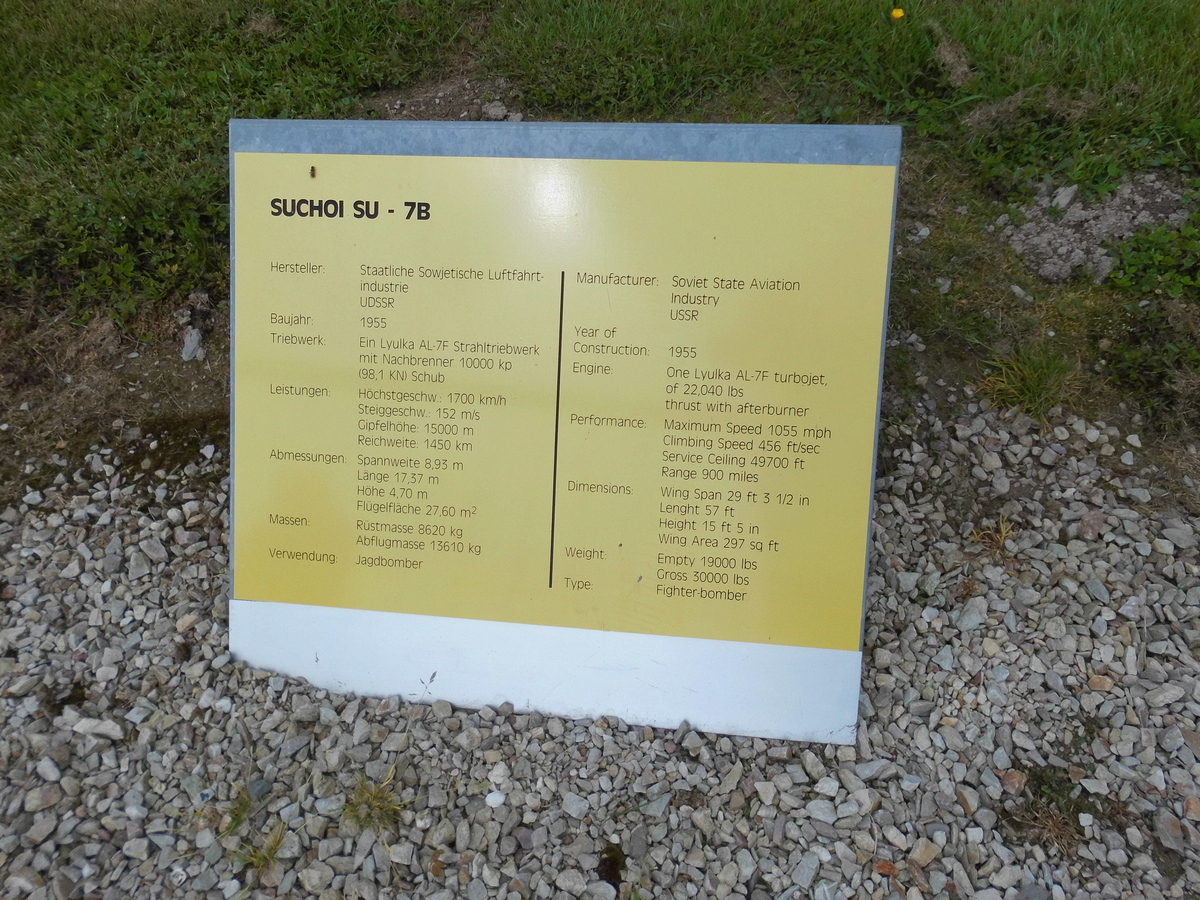 SUCHOI SU - 7B
Hersteller: Staatliche Sowjetische Luftfahrt-
industrie
UDSSR
Baujahr: 1955
Triebwerk: Ein Lyulka AL-7F Strahltriebwerk
mit Nachbrenner 10000 kp
(98,1 KN) Schub
Leistungen: Höchstgeschw.: 1700 km/h
Steiggeschw.: 152 m/s
Gipfelhöhe: 15000 m
Reichweite: 1450 km
Abmessungen: Spannweite 8,93 m
Länge 17,37 m
Höhe 4,70 m
Flügelfläche 27,60 m²
Massen: Rüstmasse 8620 kg
Abflugmasse 13610 kg
Verwendung: Jagdbomber
Manufacturer: Soviet State Aviation
Industry
USSR
Year of
Construction: 1955
Engine: One Lyulka AL-7F turbojet,
of 22,040 lbs
thrust with afterburner
Performance: Maximum Speed 1055 mph
Climbing Speed 456 ft/sec
Service Ceiling 49700 ft
Range 900 miles
Dimensions: Wing Span 29 ft 3 1/2 in
Lenght 57 ft
Height 15 ft 5 in
Wing Area 297 sq ft
Weight: Empty 19000 lbs
Gross 30000 lbs
Type: Fighter-bomber